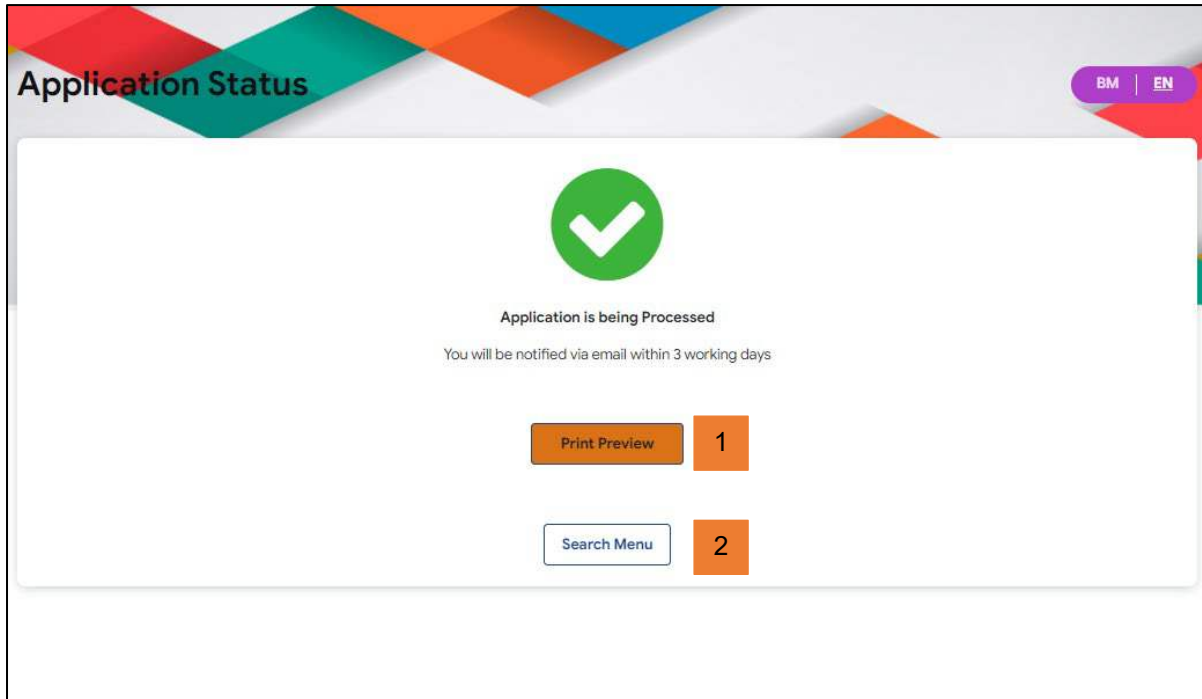 Application Status
BM | EN
Application is being Processed
You will be notified via email within 3 working days
Print Preview 1
Search Menu 2